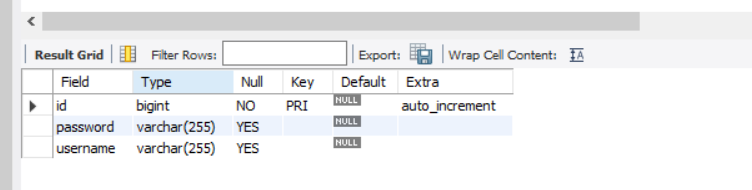 Result Grid Filter Rows: Export: Wrap Cell Content: IA
Field Type Null Key Default Extra
id bigint NO PRI NULL auto_increment
password varchar(255) YES NULL
username varchar(255) YES NULL